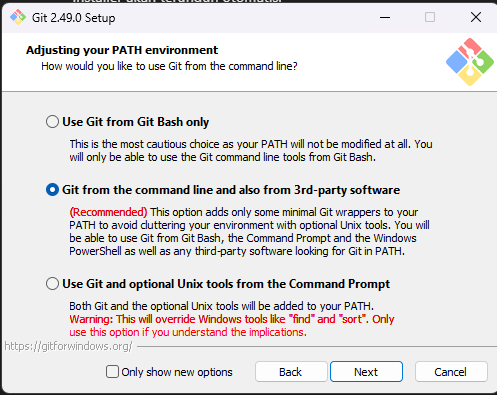 Installer akan terunduh otomatis!
Git 2.49.0 Setup
Adjusting your PATH environment
How would you like to use Git from the command line?
Use Git from Git Bash only
This is the most cautious choice as your PATH will not be modified at all. You
will only be able to use the Git command line tools from Git Bash.
Git from the command line and also from 3rd-party software
(Recommended) This option adds only some minimal Git wrappers to your
PATH to avoid cluttering your environment with optional Unix tools. You will
be able to use Git from Git Bash, the Command Prompt and the Windows
PowerShell as well as any third-party software looking for Git in PATH.
Use Git and optional Unix tools from the Command Prompt
Both Git and the optional Unix tools will be added to your PATH.
Warning: This will override Windows tools like "find" and "sort". Only
use this option if you understand the implications.
https://gitforwindows.org/
Only show new options
Back
Next
Cancel